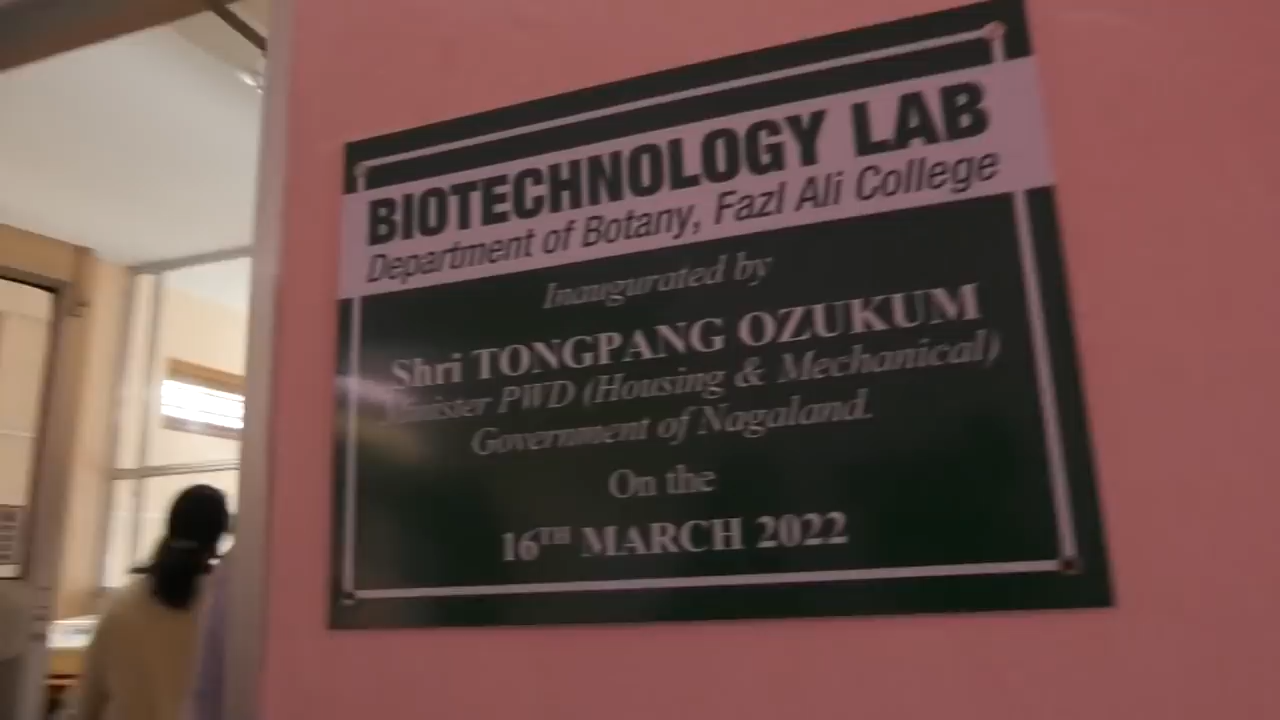 BIOTECHNOLOGY LAB
Department of Botany, Fazl Ali College
Inaugurated by
Shri TONGPANG OZUKUM
Minister PWD (Housing & Mechanical)
Government of Nagaland.
On the
16TH MARCH 2022